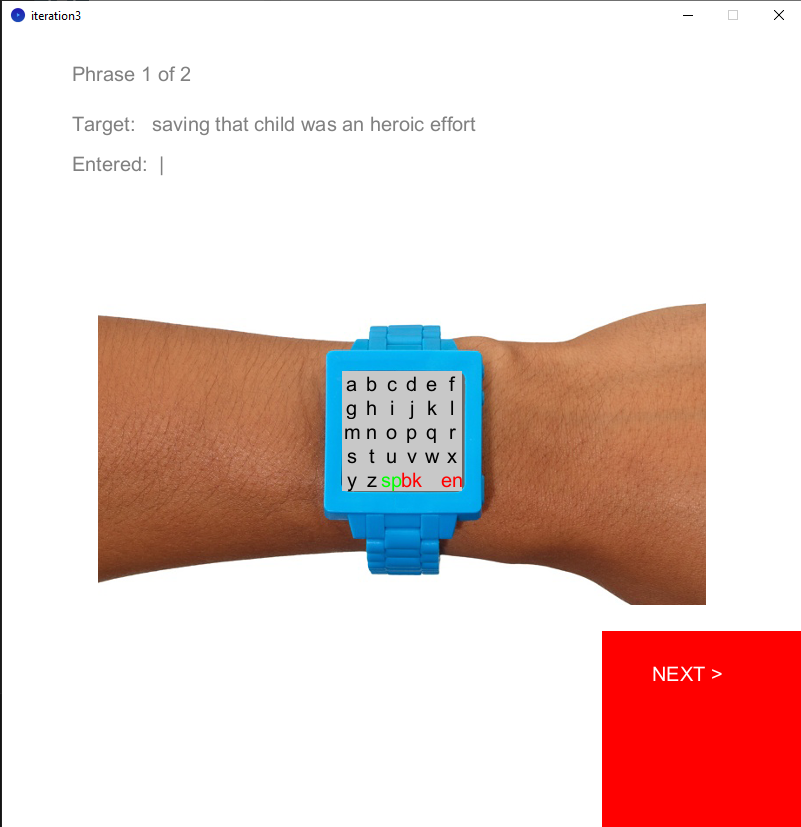 iteration3
Phrase 1 of 2
Target: saving that child was an heroic effort
Entered: |
a b c d e f
g h i j k l
m n o p q r
s t u v w x
y z sp bk en
NEXT >